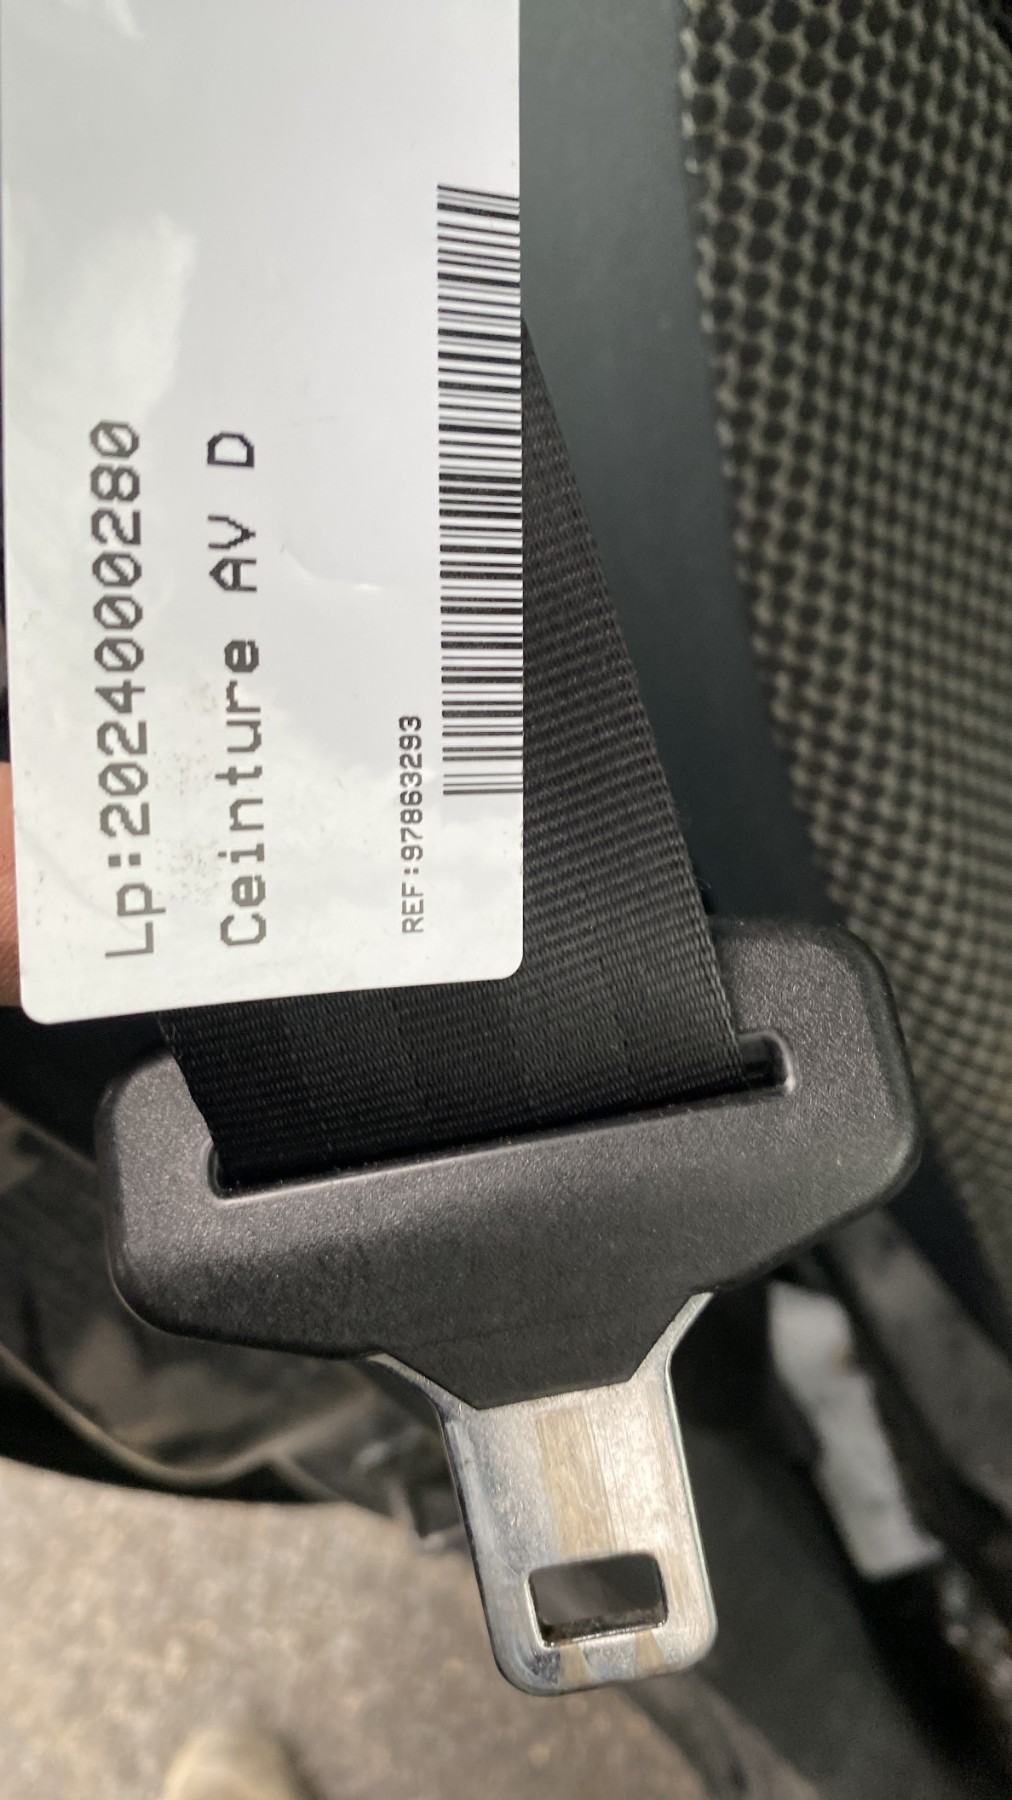 Lp:2024000280
Ceinture AV D
REF:97863293